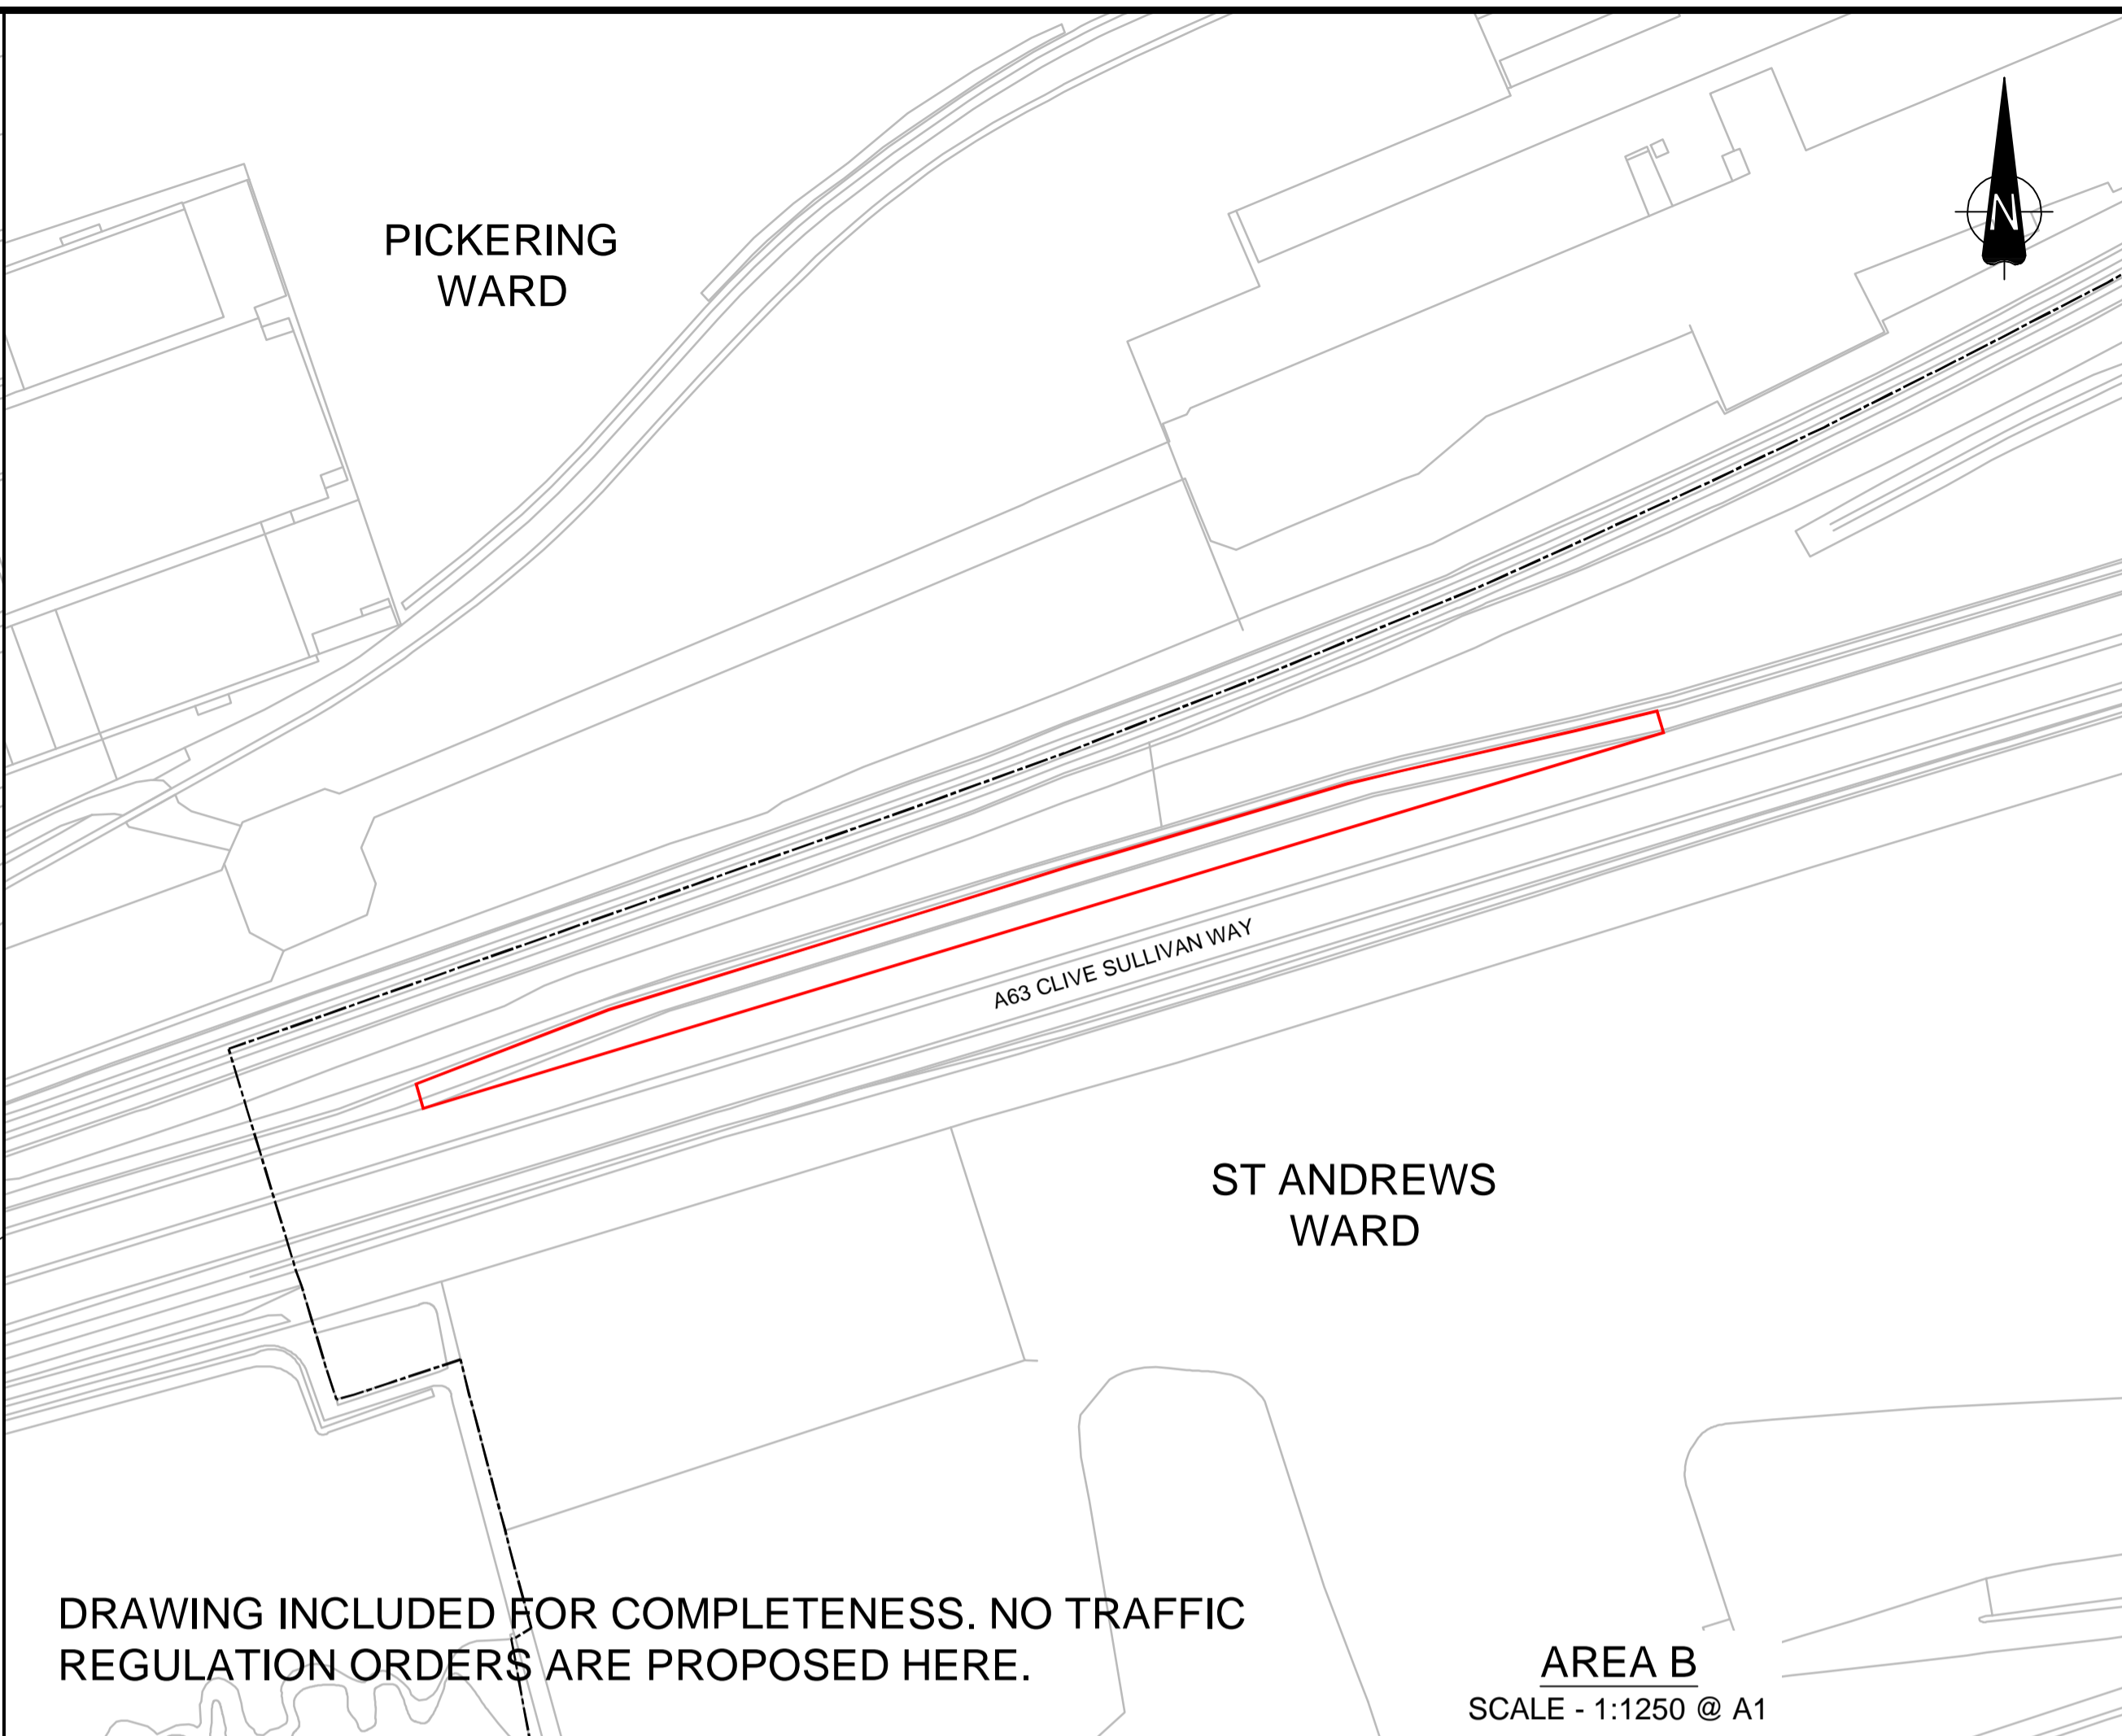 PICKERING
WARD
N
A63 CLIVE SULLIVAN WAY
ST ANDREWS
WARD
DRAWING INCLUDED FOR COMPLETENESS. NO TRAFFIC
REGULATION ORDERS ARE PROPOSED HERE.
AREA B
SCALE - 1:1250 @ A1